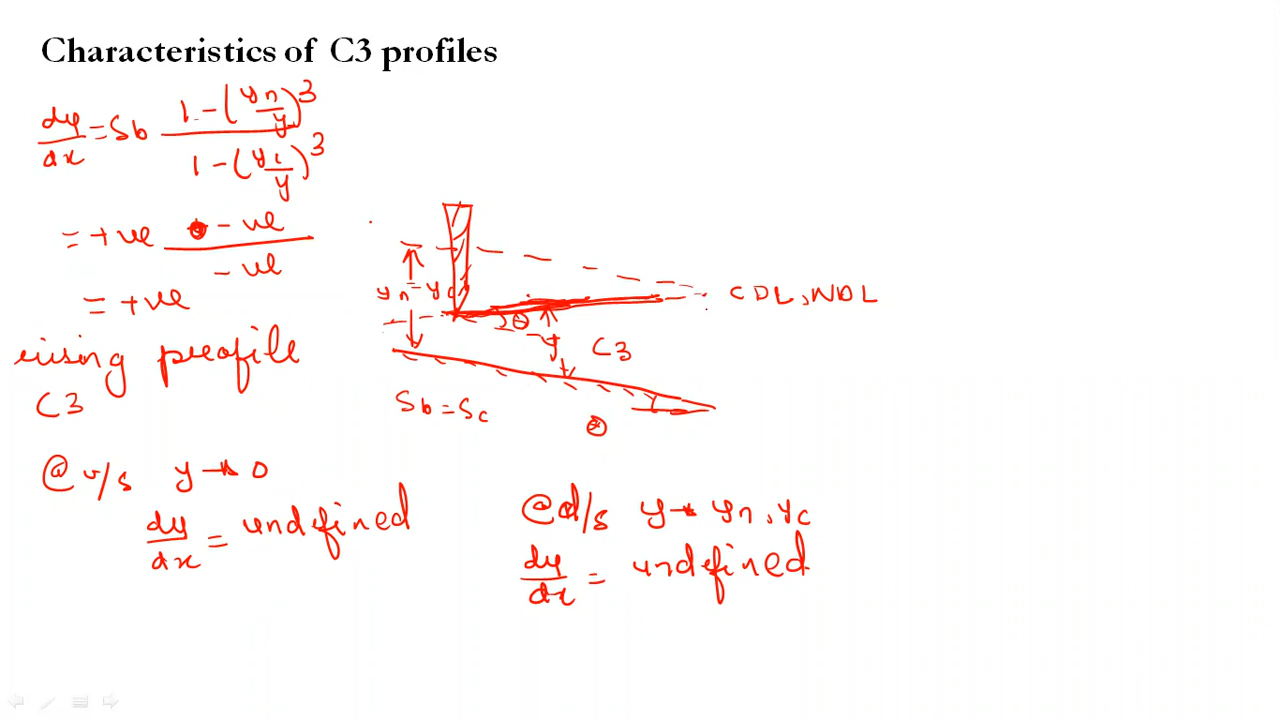 Characteristics of C3 profiles
dy/dx = Sb (1 - (yn/y)^3) / (1 - (yc/y)^3)
= +ve (-ve) / (-ve)
= +ve
rising profile
C3
yn = yc
CDL, NDL
θ
y
C3
Sb = Sc
@ u/s y → 0
dy/dx = undefined
@ d/s y → yn, yc
dy/dx = undefined